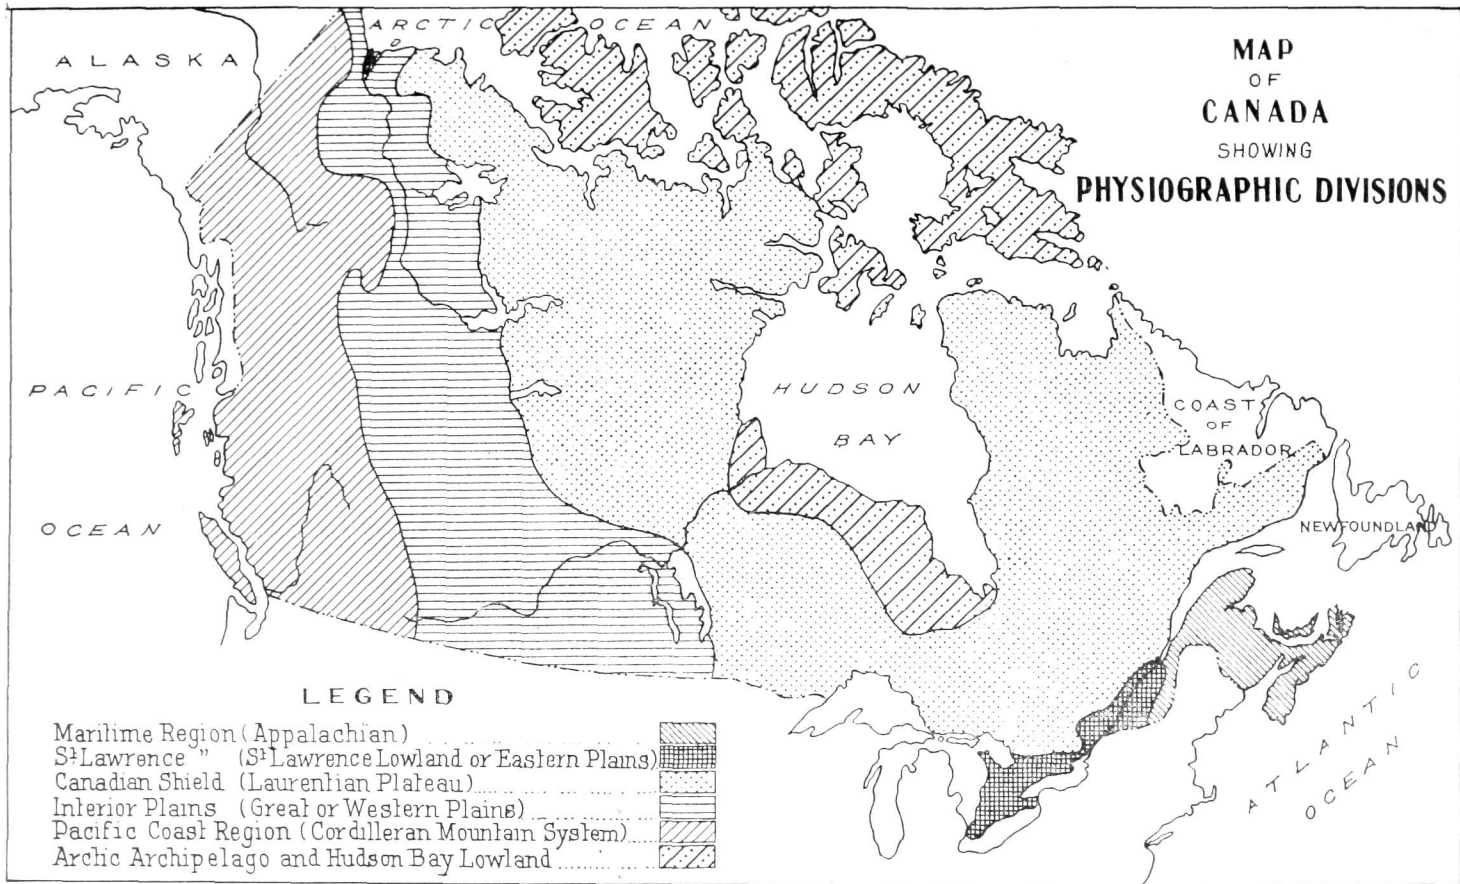 ARCTIC OCEAN
ALASKA
MAP
OF
CANADA
SHOWING
PHYSIOGRAPHIC DIVISIONS
PACIFIC
OCEAN
HUDSON
BAY
COAST
OF
LABRADOR
NEWFOUNDLAND
ATLANTIC
OCEAN
LEGEND
Maritime Region (Appalachian)
St Lawrence " (St Lawrence Lowland or Eastern Plains)
Canadian Shield (Laurentian Plateau)
Interior Plains (Great or Western Plains)
Pacific Coast Region (Cordilleran Mountain System)
Arctic Archipelago and Hudson Bay Lowland